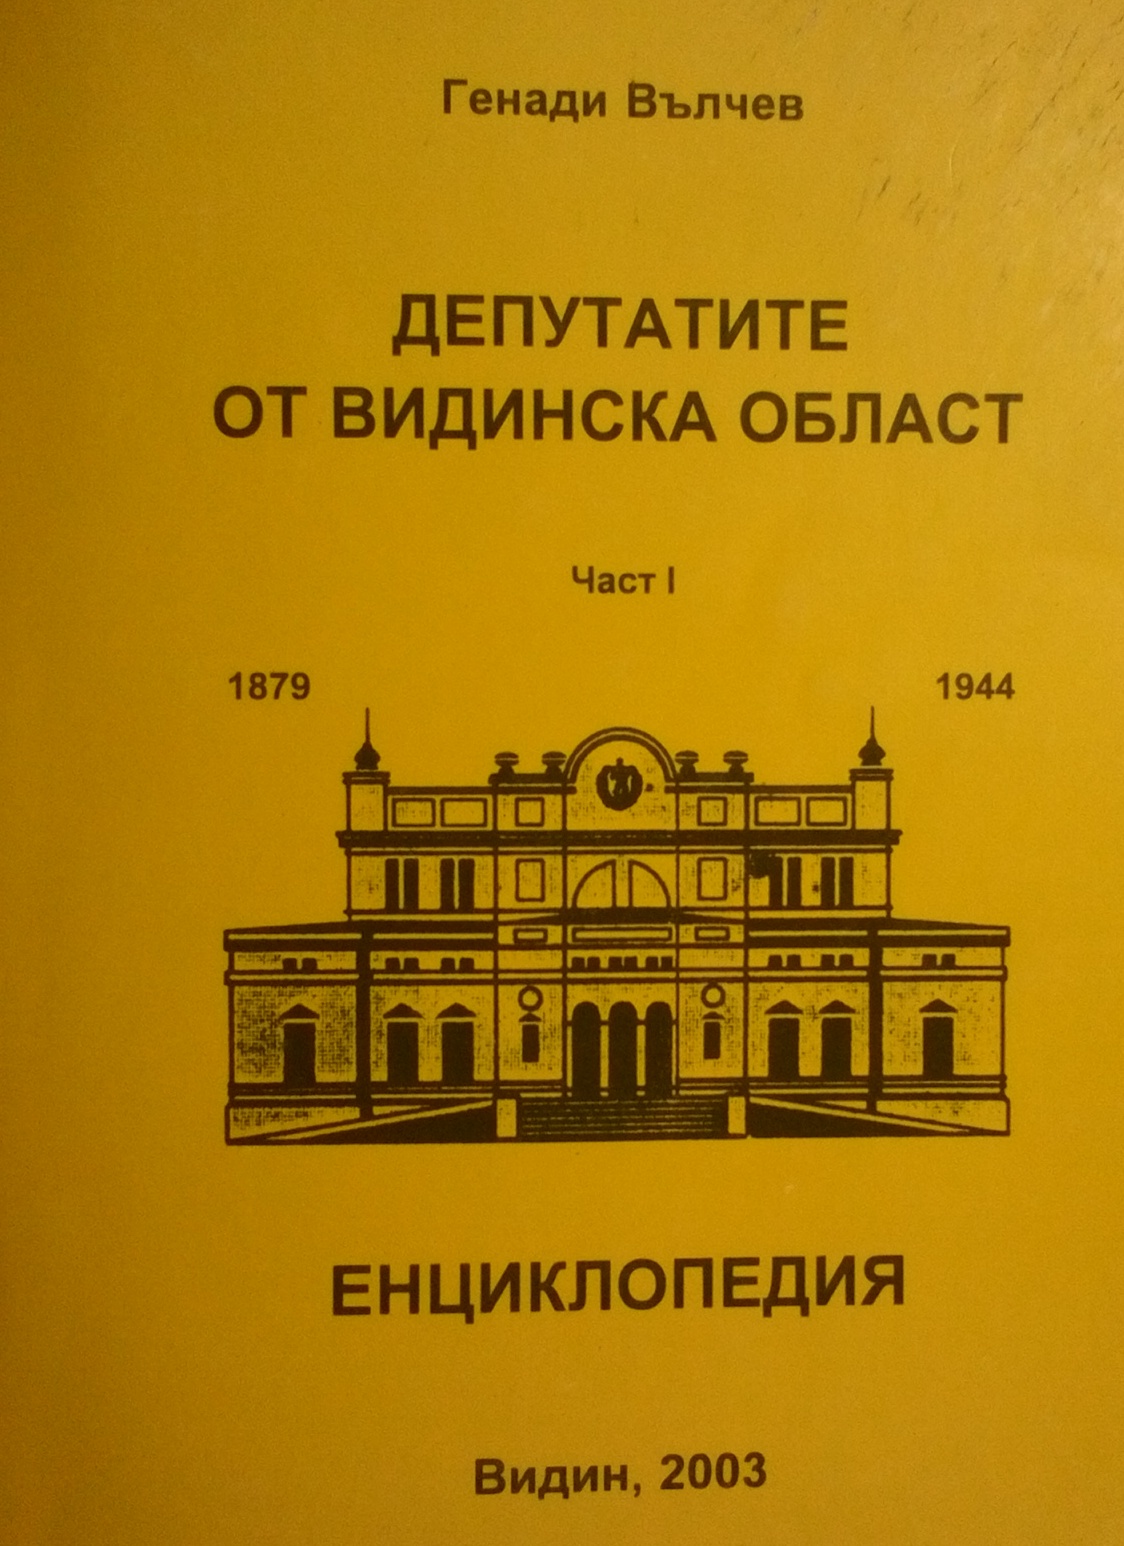 Генади Вълчев
ДЕПУТАТИТЕ
ОТ ВИДИНСКА ОБЛАСТ
Част I
1879 1944
ЕНЦИКЛОПЕДИЯ
Видин, 2003